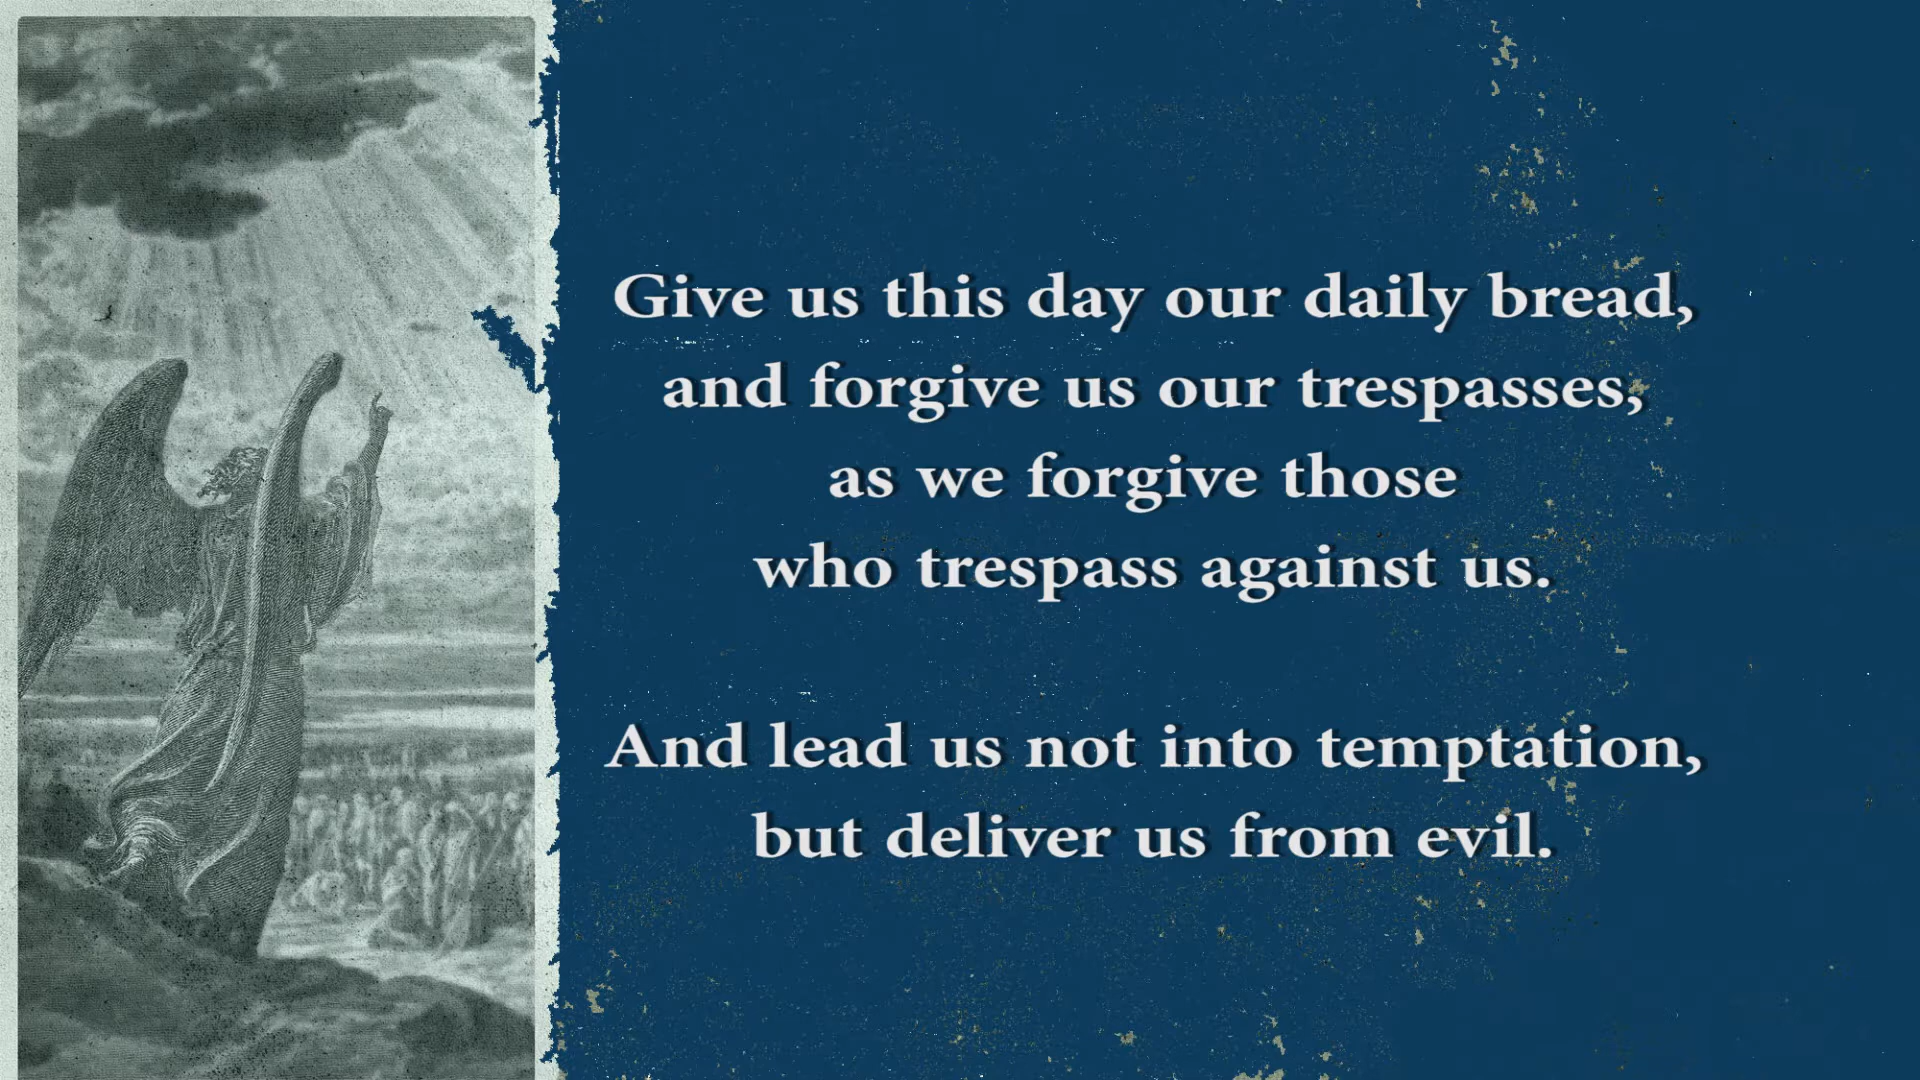 Give us this day our daily bread,
and forgive us our trespasses,
as we forgive those
who trespass against us.
And lead us not into temptation,
but deliver us from evil.